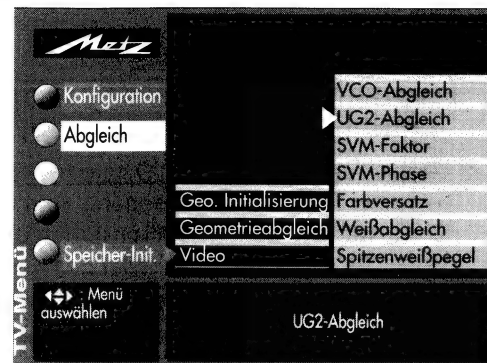 Metz
Konfiguration
Abgleich
Speicher-Init.
Geo. Initialisierung
Geometrieabgleich
Video
VCO-Abgleich
UG2-Abgleich
SVM-Faktor
SVM-Phase
Farbversatz
Weißabgleich
Spitzenweißpegel
TV-Menü
Menü
auswählen
UG2-Abgleich